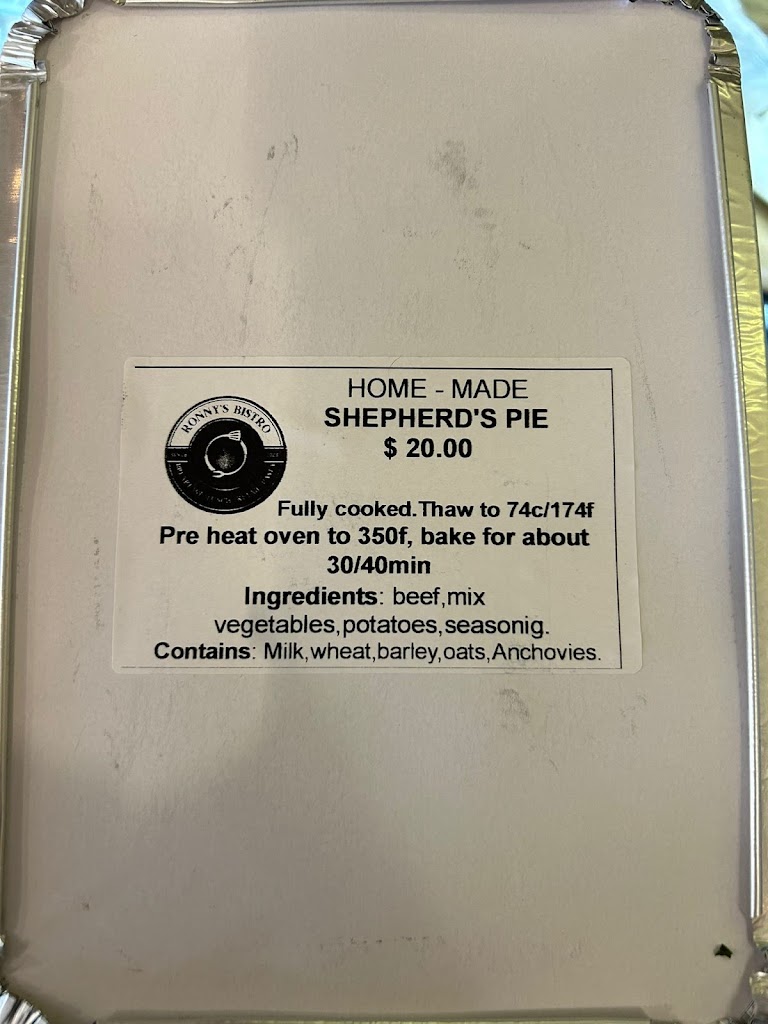 HOME - MADE
SHEPHERD'S PIE
$ 20.00
RONNY'S BISTRO
Fully cooked.Thaw to 74c/174f
Pre heat oven to 350f, bake for about
30/40min
Ingredients: beef,mix
vegetables,potatoes,seasonig.
Contains: Milk,wheat,barley,oats,Anchovies.